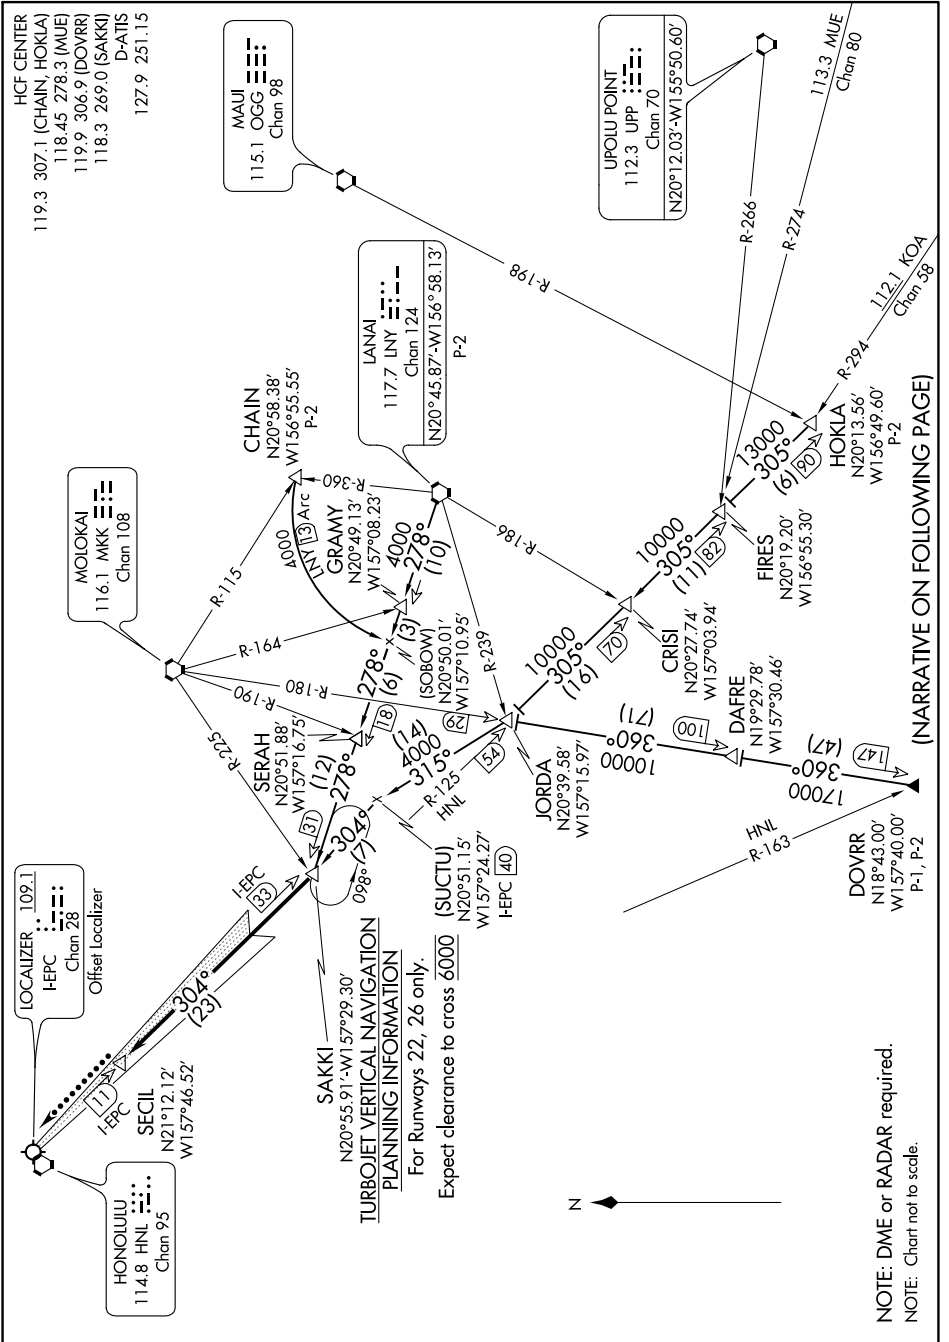 HCF CENTER
119.3 307.1 (CHAIN, HOKLA)
118.45 278.3 (MUE)
119.9 306.9 (DOVRR)
118.3 269.0 (SAKKI)
D-ATIS
127.9 251.15
MAUI
115.1 OGG
Chan 98
UPOLU POINT
112.3 UPP
Chan 70
N20°12.03'-W155°50.60'
113.3 MUE
Chan 80
R-266
R-274
R-198
112.1 KOA
Chan 58
R-294
LANAI
117.7 LNY
Chan 124
N20°45.87'-W156°58.13'
P-2
CHAIN
N20°58.38'
W156°55.55'
P-2
MOLOKAI
116.1 MKK
Chan 108
R-115
R-360
4000
LNY 13 Arc
GRAMY
N20°49.13'
W157°08.23'
4000
278°
(10)
R-186
R-164
(3)
(SOBOW)
N20°50.01'
W157°10.95'
R-239
278°
(6)
R-180
R-190
R-225
SERAH
N20°51.88'
W157°16.75'
18
29
(12)
278°
31
(14)
4000
315°
R-125
HNL
54
JORDA
N20°39.58'
W157°15.97'
10000
305°
(16)
70
CRISI
N20°27.74'
W157°03.94'
10000
305°
(11)
82
FIRES
N20°19.20'
W156°55.30'
13000
305°
(6)
90
HOKLA
N20°13.56'
W156°49.60'
P-2
(71)
360°
10000
100
DAFRE
N19°29.78'
W157°30.46'
(47)
360°
17000
147
HNL
R-163
DOVRR
N18°43.00'
W157°40.00'
P-1, P-2
(NARRATIVE ON FOLLOWING PAGE)
LOCALIZER 109.1
I-EPC
Chan 28
Offset Localizer
I-EPC
33
304°
(7)
098°
(SUCTU)
N20°51.15'
W157°24.27'
I-EPC 40
304°
(23)
SAKKI
N20°55.91'-W157°29.30'
11
I-EPC
SECIL
N21°12.12'
W157°46.52'
HONOLULU
114.8 HNL
Chan 95
TURBOJET VERTICAL NAVIGATION
PLANNING INFORMATION
For Runways 22, 26 only.
Expect clearance to cross 6000
N
NOTE: DME or RADAR required.
NOTE: Chart not to scale.